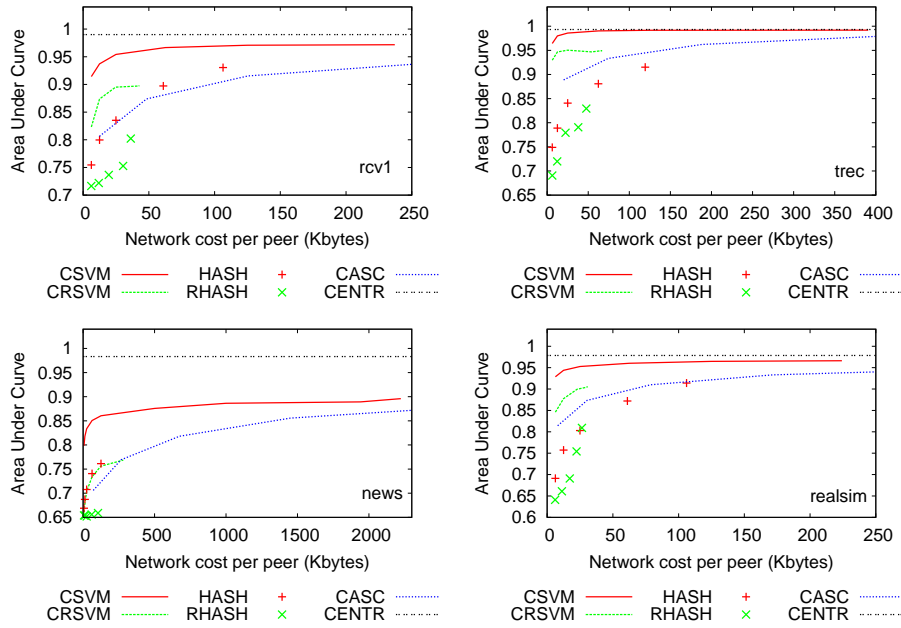 1
0.95
0.9
0.85
0.8
0.75
0.7
Area Under Curve
0 50 100 150 200 250
Network cost per peer (Kbytes)
rcv1
CSVM HASH CASC
CRSVM RHASH CENTR
1
0.95
0.9
0.85
0.8
0.75
0.7
0.65
Area Under Curve
0 50 100 150 200 250 300 350 400
Network cost per peer (Kbytes)
trec
CSVM HASH CASC
CRSVM RHASH CENTR
1
0.95
0.9
0.85
0.8
0.75
0.7
0.65
Area Under Curve
0 500 1000 1500 2000
Network cost per peer (Kbytes)
news
CSVM HASH CASC
CRSVM RHASH CENTR
1
0.95
0.9
0.85
0.8
0.75
0.7
0.65
0.6
Area Under Curve
0 50 100 150 200 250
Network cost per peer (Kbytes)
realsim
CSVM HASH CASC
CRSVM RHASH CENTR